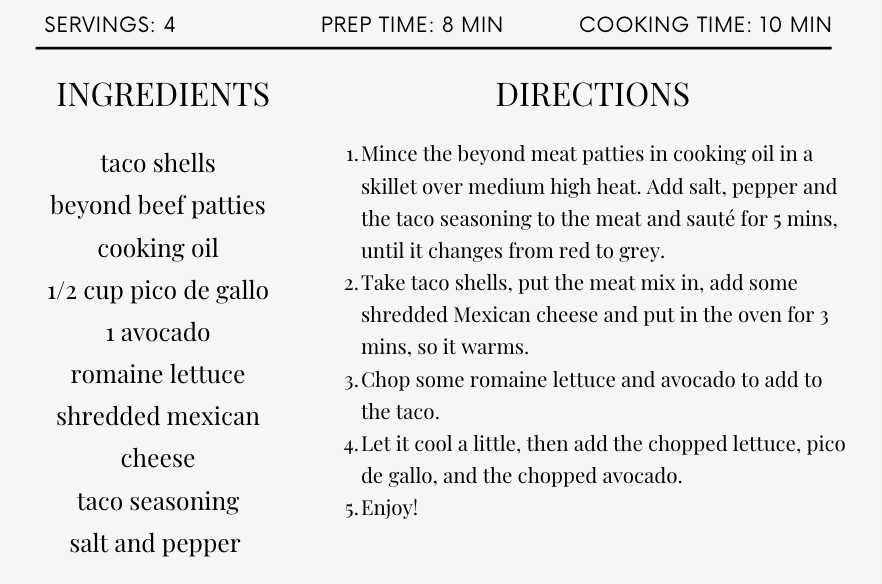 SERVINGS: 4
PREP TIME: 8 MIN
COOKING TIME: 10 MIN
INGREDIENTS
taco shells
beyond beef patties
cooking oil
1/2 cup pico de gallo
1 avocado
romaine lettuce
shredded mexican
cheese
taco seasoning
salt and pepper
DIRECTIONS
1. Mince the beyond meat patties in cooking oil in a
skillet over medium high heat. Add salt, pepper and
the taco seasoning to the meat and sauté for 5 mins,
until it changes from red to grey.
2. Take taco shells, put the meat mix in, add some
shredded Mexican cheese and put in the oven for 3
mins, so it warms.
3. Chop some romaine lettuce and avocado to add to
the taco.
4. Let it cool a little, then add the chopped lettuce, pico
de gallo, and the chopped avocado.
5. Enjoy!